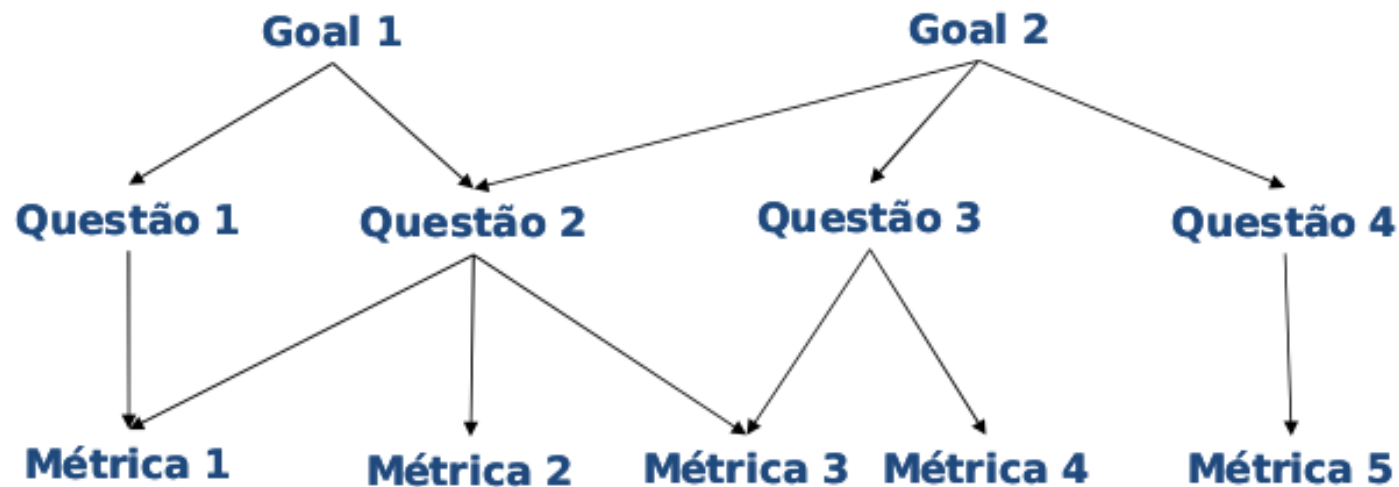 Goal 1
Goal 2
Questão 1
Questão 2
Questão 3
Questão 4
Métrica 1
Métrica 2
Métrica 3
Métrica 4
Métrica 5